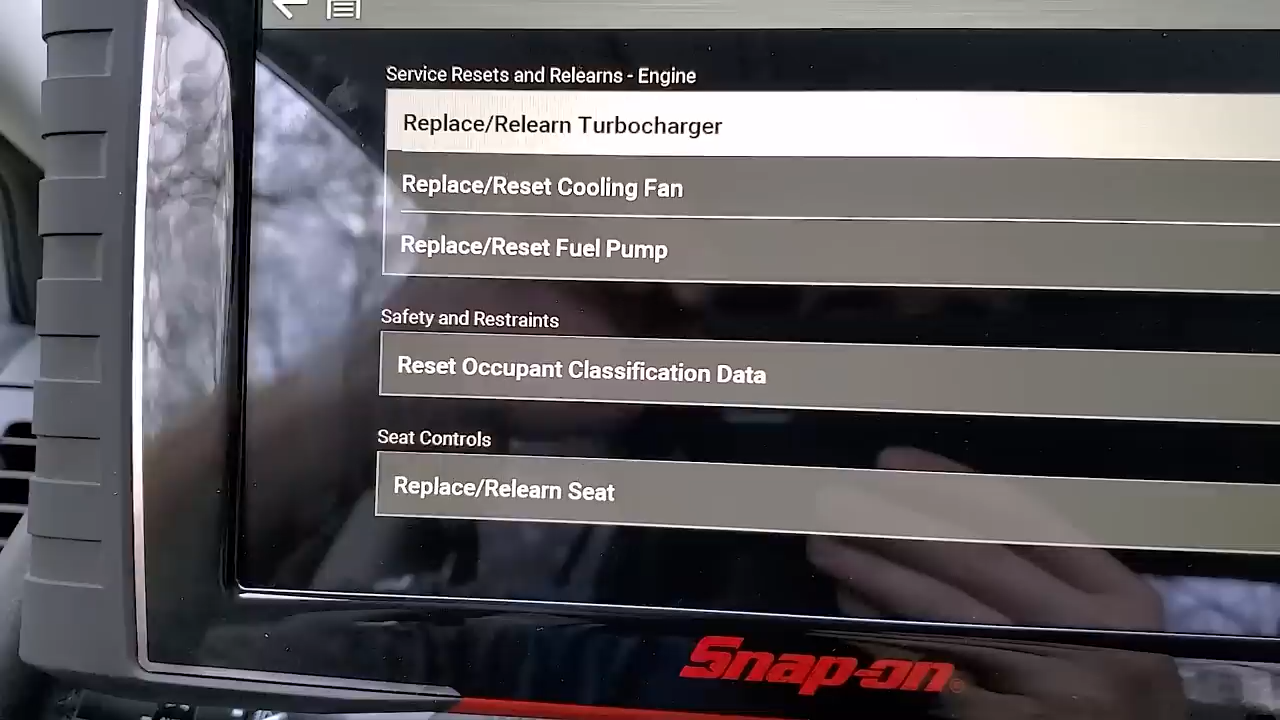 Service Resets and Relearns - Engine
Replace/Relearn Turbocharger
Replace/Reset Cooling Fan
Replace/Reset Fuel Pump
Safety and Restraints
Reset Occupant Classification Data
Seat Controls
Replace/Relearn Seat
Snap-on®